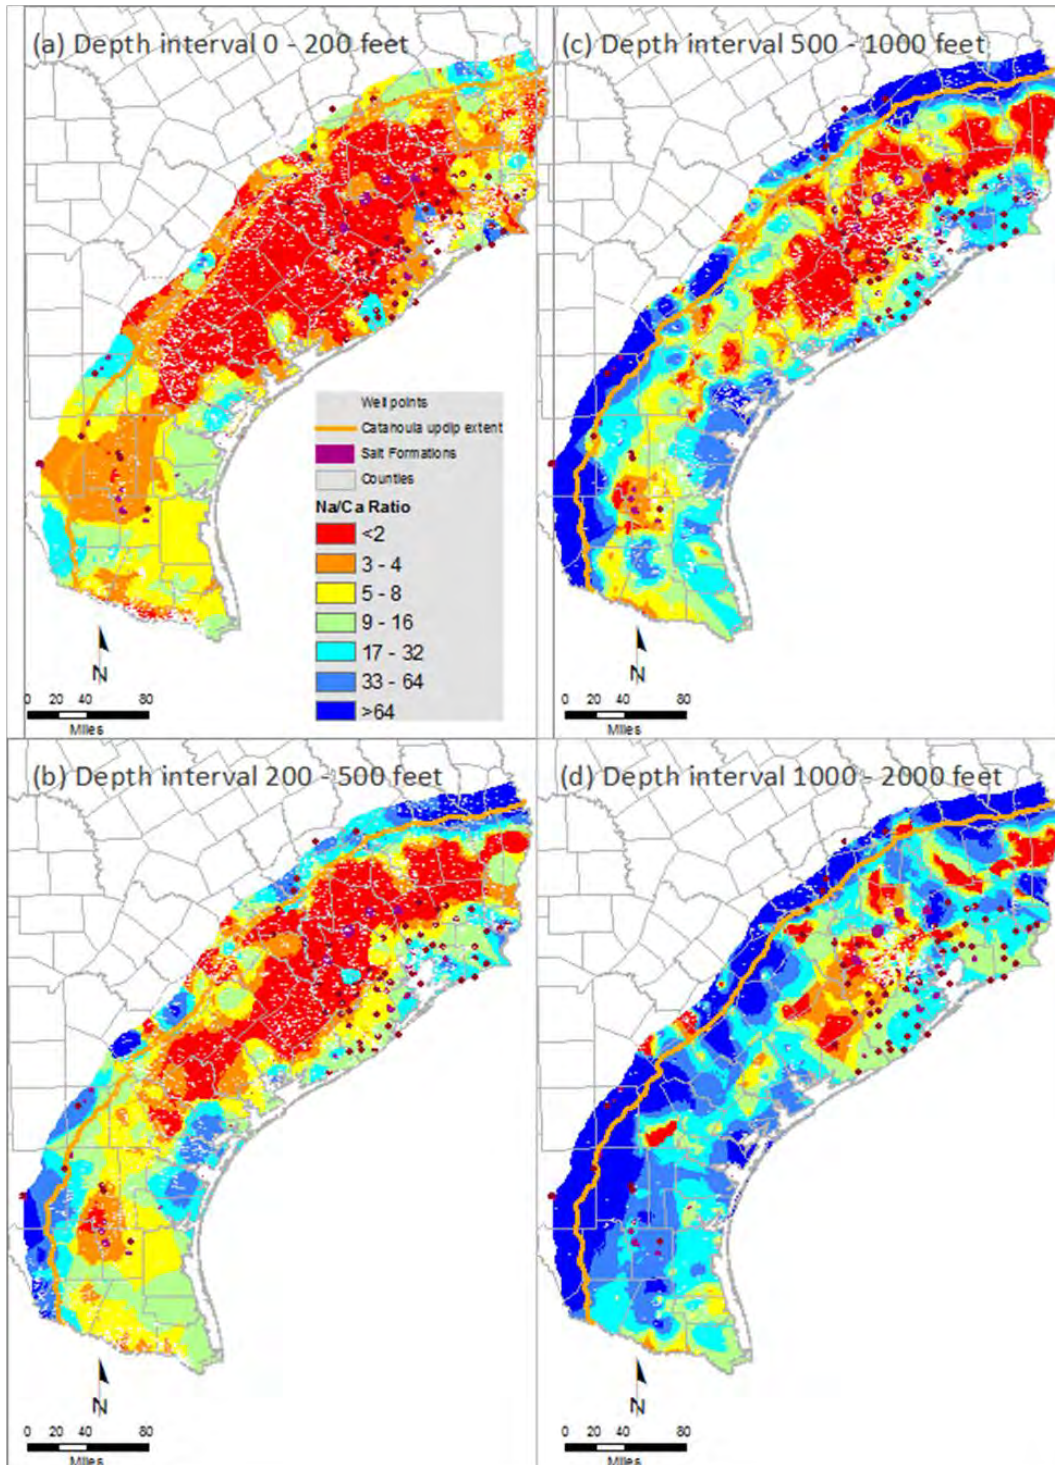 (a) Depth interval 0 - 200 feet
Well points
Catahoula updip extent
Salt Formations
Counties
Na/Ca Ratio
<2
3 - 4
5 - 8
9 - 16
17 - 32
33 - 64
>64
N
0 20 40 80
Miles
(c) Depth interval 500 - 1000 feet
N
0 20 40 80
Miles
(b) Depth interval 200 - 500 feet
N
0 20 40 80
Miles
(d) Depth interval 1000 - 2000 feet
N
0 20 40 80
Miles